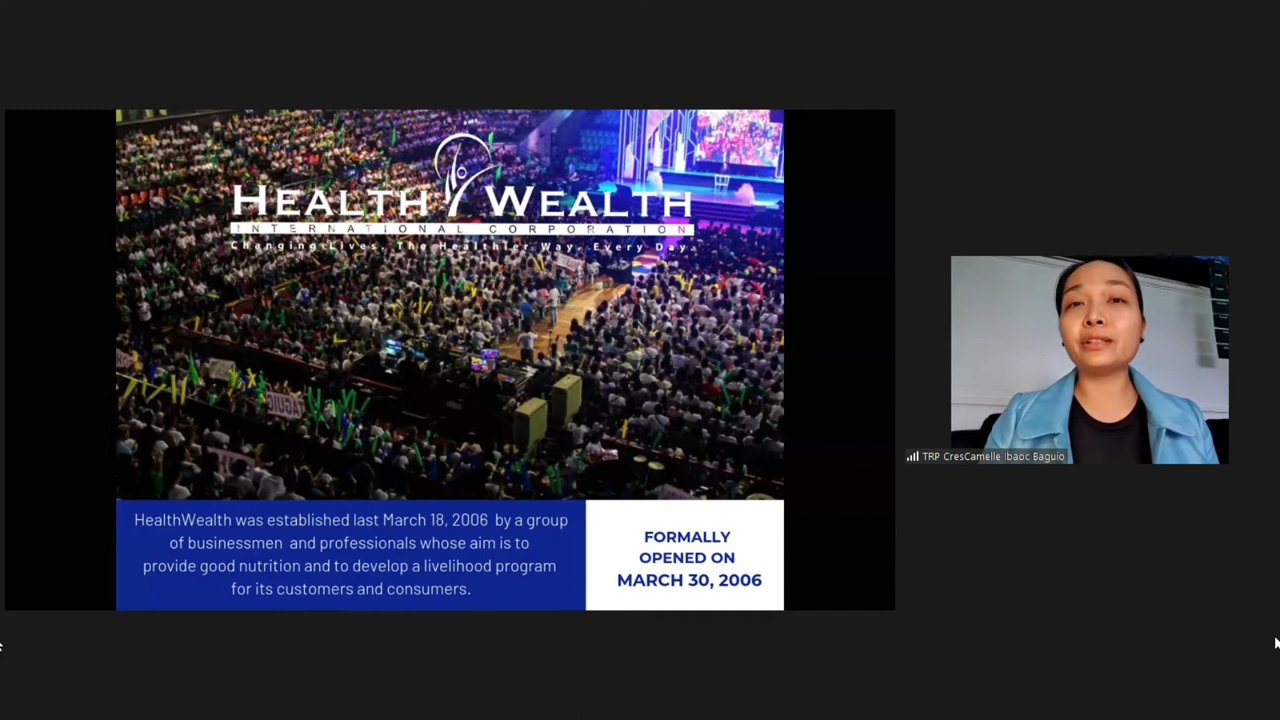 HEALTH WEALTH
INTERNATIONAL CORPORATION
Changing Lives. The Healthier Way. Every Day.
TAGUIG
HealthWealth was established last March 18, 2006 by a group
of businessmen and professionals whose aim is to
provide good nutrition and to develop a livelihood program
for its customers and consumers.
FORMALLY
OPENED ON
MARCH 30, 2006
TRP CresCamelle Ibaoc Baguio